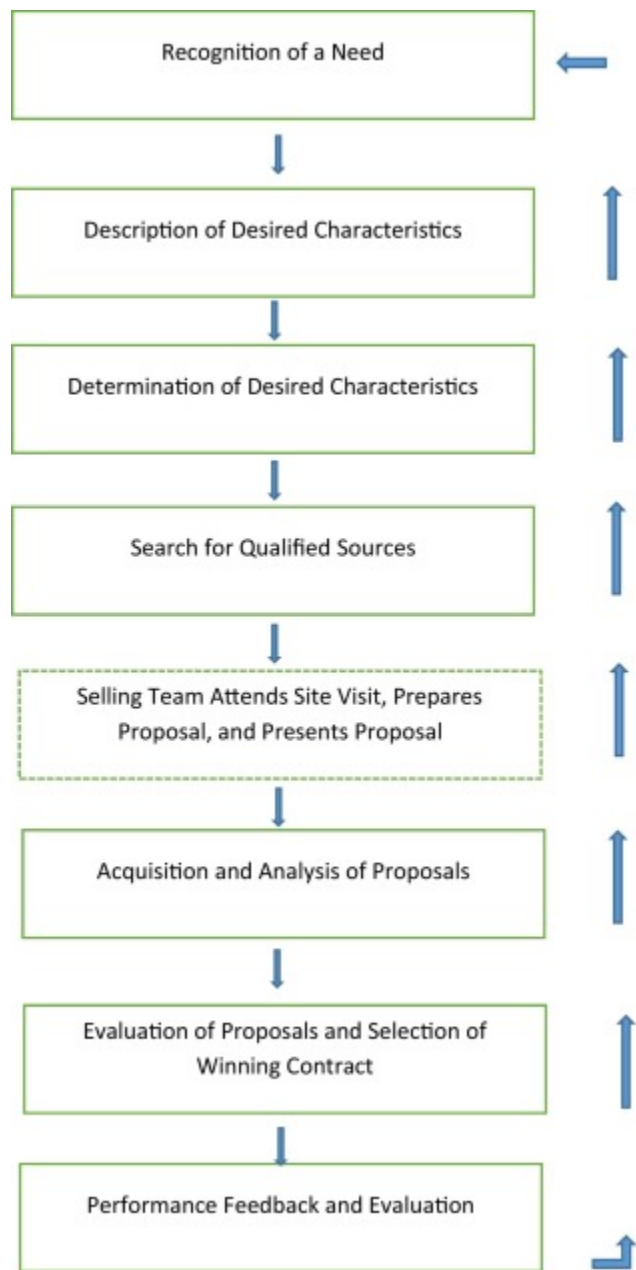 Recognition of a Need
Description of Desired Characteristics
Determination of Desired Characteristics
Search for Qualified Sources
Selling Team Attends Site Visit, Prepares
Proposal, and Presents Proposal
Acquisition and Analysis of Proposals
Evaluation of Proposals and Selection of
Winning Contract
Performance Feedback and Evaluation